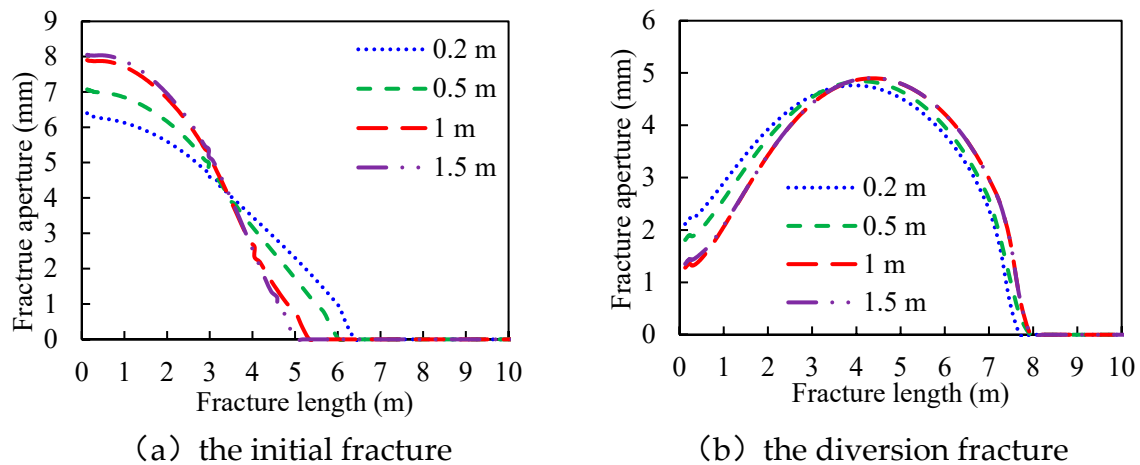 9
8
7
6
5
4
3
2
1
0
Fractrue aperture (mm)
0.2 m
0.5 m
1 m
1.5 m
0 1 2 3 4 5 6 7 8 9 10
Fracture length (m)
（a）the initial fracture
6
5
4
3
2
1
0
Fracture aperture (mm)
0.2 m
0.5 m
1 m
1.5 m
0 1 2 3 4 5 6 7 8 9 10
Fracture length (m)
（b）the diversion fracture